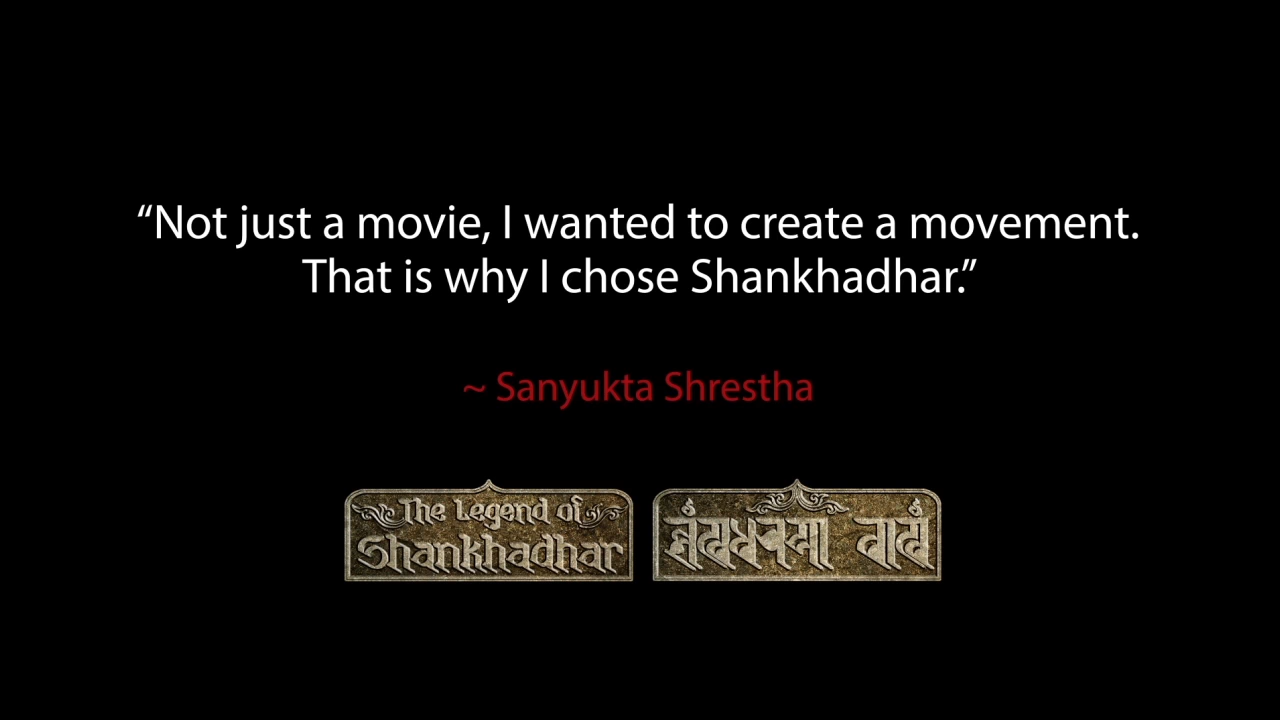 “Not just a movie, I wanted to create a movement.
That is why I chose Shankhadhar.”
~ Sanyukta Shrestha
The Legend of
Shankhadhar